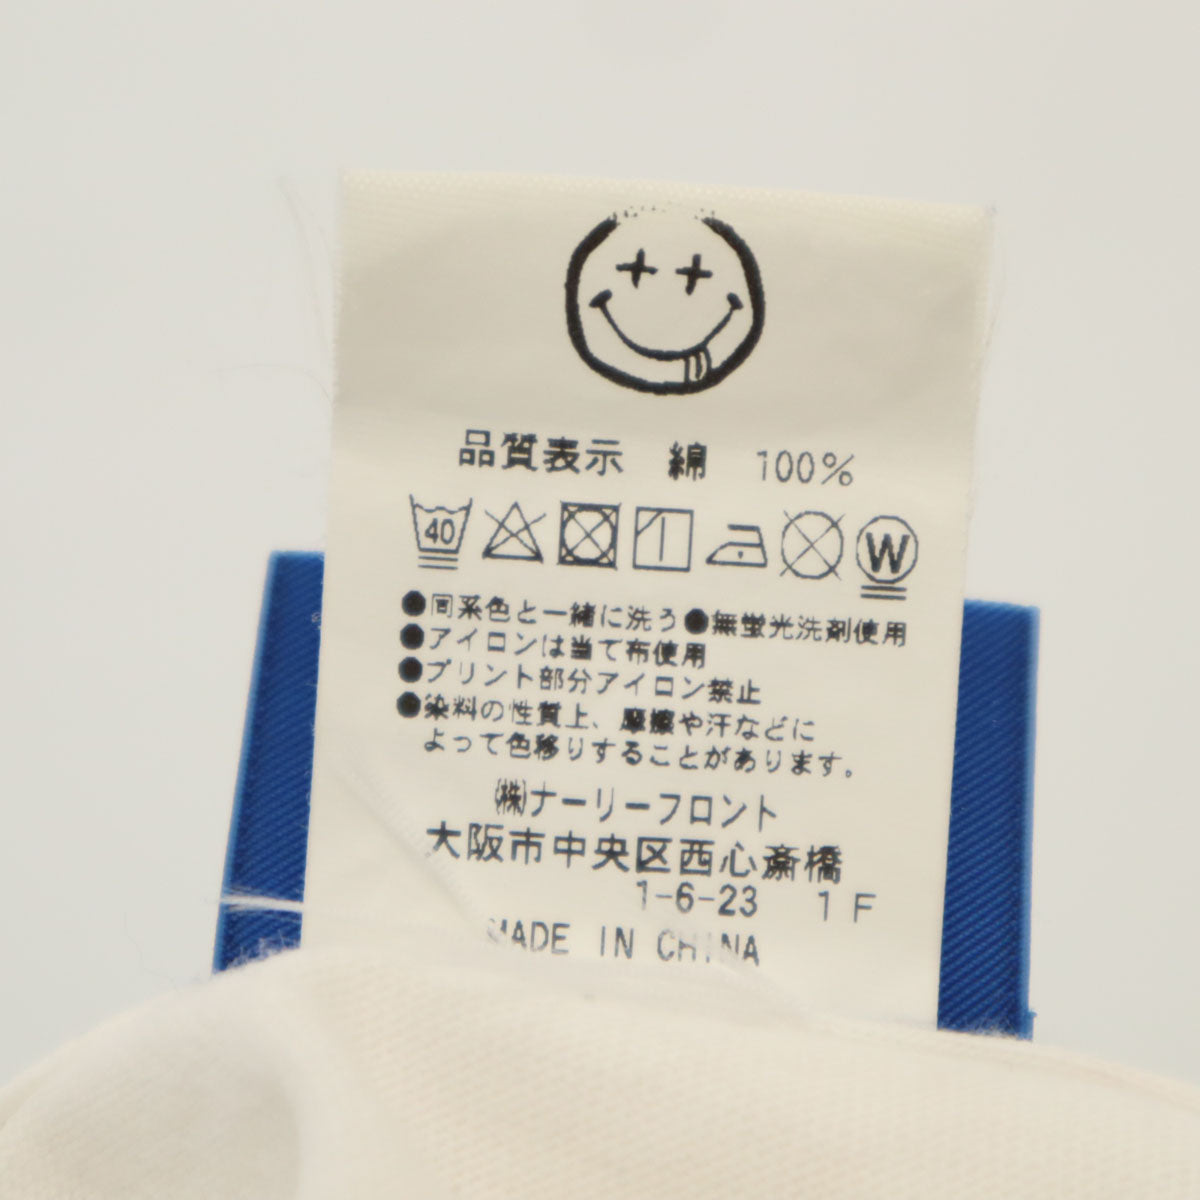 品質表示 綿 100%
40 W
●同系色と一緒に洗う●無蛍光洗剤使用
●アイロンは当て布使用
●プリント部分アイロン禁止
●染料の性質上、摩擦や汗などに
よって色移りすることがあります。
㈱ナーリーフロント
大阪市中央区西心斎橋
1-6-23 1F
MADE IN CHINA